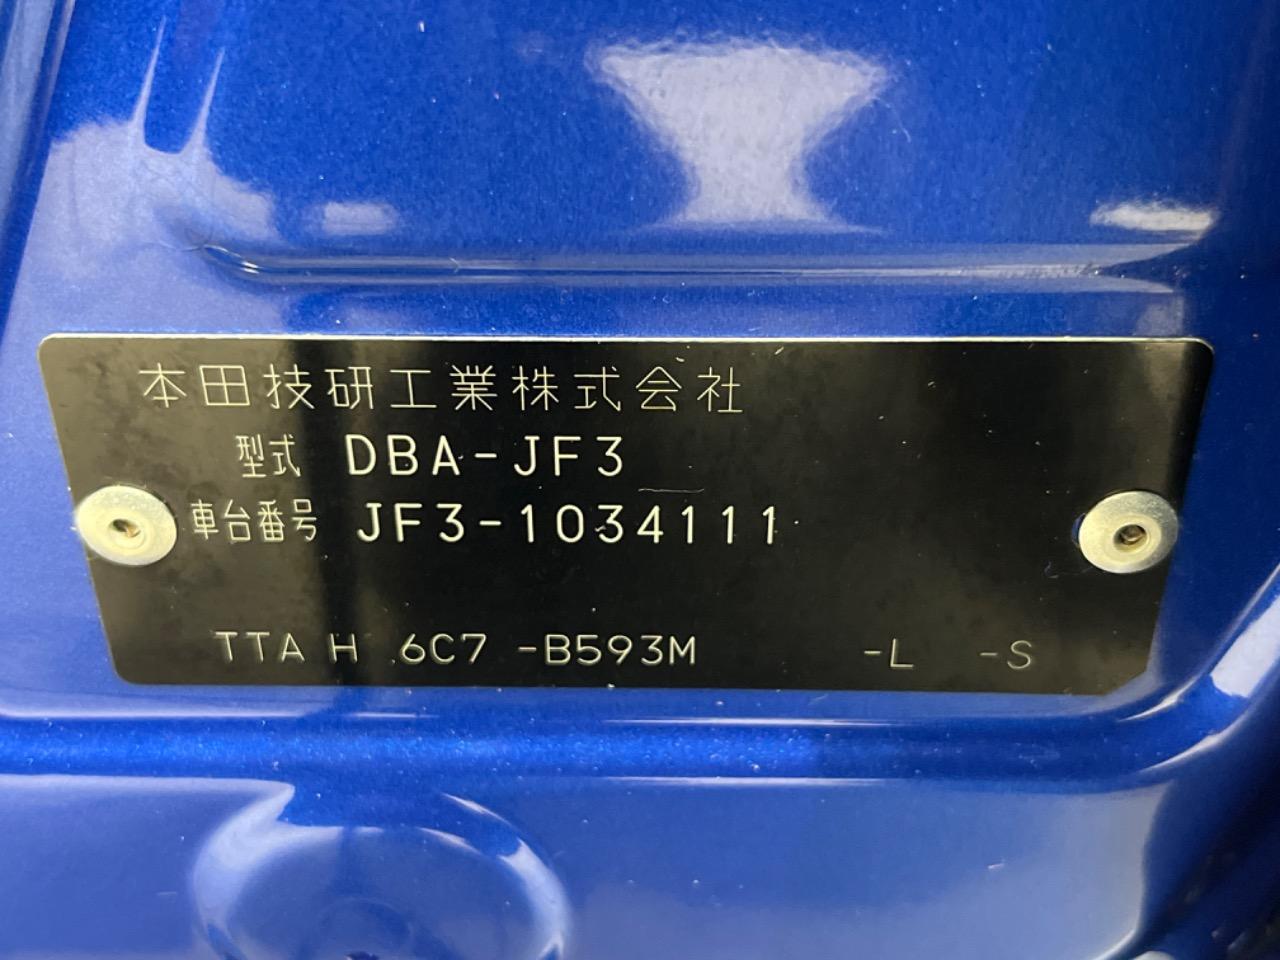 本田技研工業株式会社
型式 DBA-JF3
車台番号 JF3-1034111
TTA H 6C7 -B593M -L -S